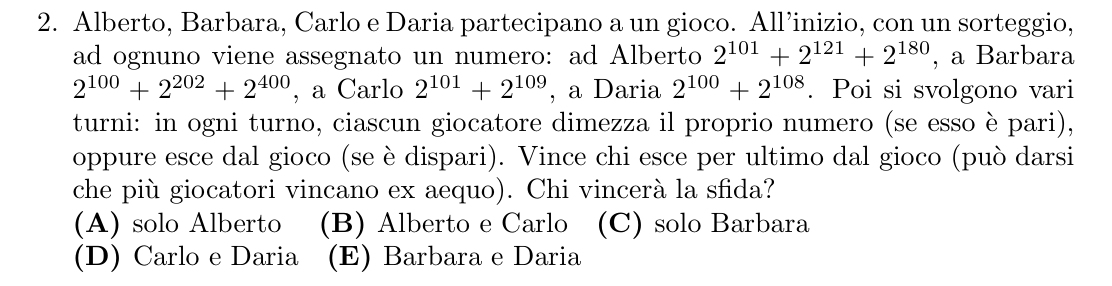 2. Alberto, Barbara, Carlo e Daria partecipano a un gioco. All'inizio, con un sorteggio,
ad ognuno viene assegnato un numero: ad Alberto 2^101 + 2^121 + 2^180, a Barbara
2^100 + 2^202 + 2^400, a Carlo 2^101 + 2^109, a Daria 2^100 + 2^108. Poi si svolgono vari
turni: in ogni turno, ciascun giocatore dimezza il proprio numero (se esso è pari),
oppure esce dal gioco (se è dispari). Vince chi esce per ultimo dal gioco (può darsi
che più giocatori vincano ex aequo). Chi vincerà la sfida?
(A) solo Alberto (B) Alberto e Carlo (C) solo Barbara
(D) Carlo e Daria (E) Barbara e Daria